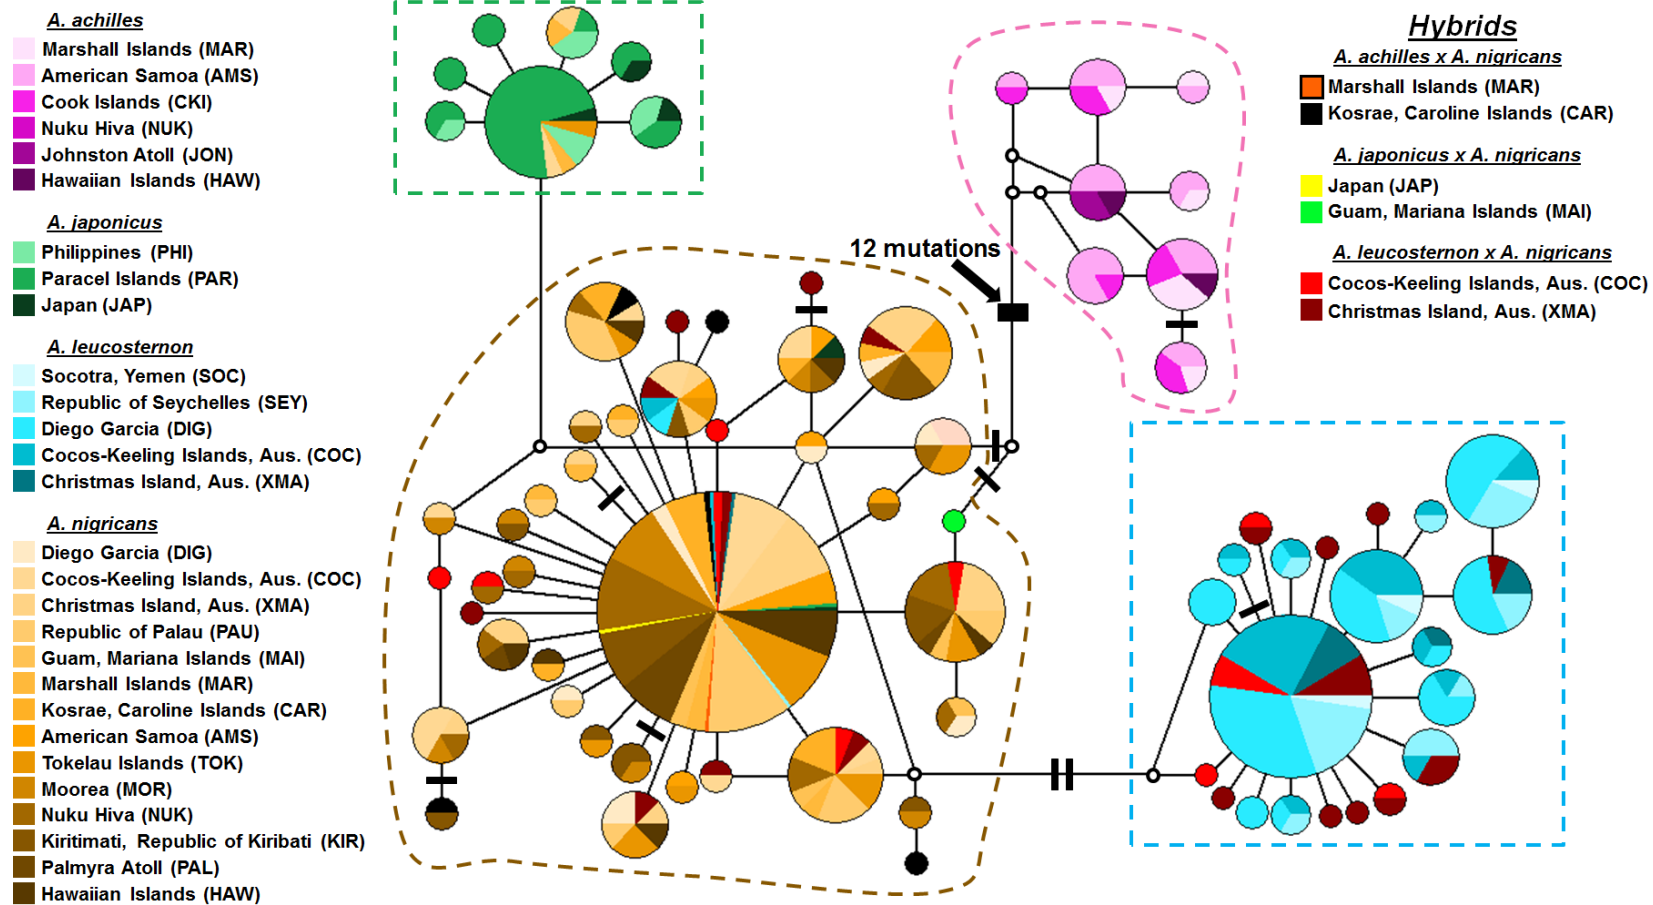 A. achilles
Marshall Islands (MAR)
American Samoa (AMS)
Cook Islands (CKI)
Nuku Hiva (NUK)
Johnston Atoll (JON)
Hawaiian Islands (HAW)
A. japonicus
Philippines (PHI)
Paracel Islands (PAR)
Japan (JAP)
A. leucosternon
Socotra, Yemen (SOC)
Republic of Seychelles (SEY)
Diego Garcia (DIG)
Cocos-Keeling Islands, Aus. (COC)
Christmas Island, Aus. (XMA)
A. nigricans
Diego Garcia (DIG)
Cocos-Keeling Islands, Aus. (COC)
Christmas Island, Aus. (XMA)
Republic of Palau (PAU)
Guam, Mariana Islands (MAI)
Marshall Islands (MAR)
Kosrae, Caroline Islands (CAR)
American Samoa (AMS)
Tokelau Islands (TOK)
Moorea (MOR)
Nuku Hiva (NUK)
Kiritimati, Republic of Kiribati (KIR)
Palmyra Atoll (PAL)
Hawaiian Islands (HAW)
12 mutations
Hybrids
A. achilles x A. nigricans
Marshall Islands (MAR)
Kosrae, Caroline Islands (CAR)
A. japonicus x A. nigricans
Japan (JAP)
Guam, Mariana Islands (MAI)
A. leucosternon x A. nigricans
Cocos-Keeling Islands, Aus. (COC)
Christmas Island, Aus. (XMA)